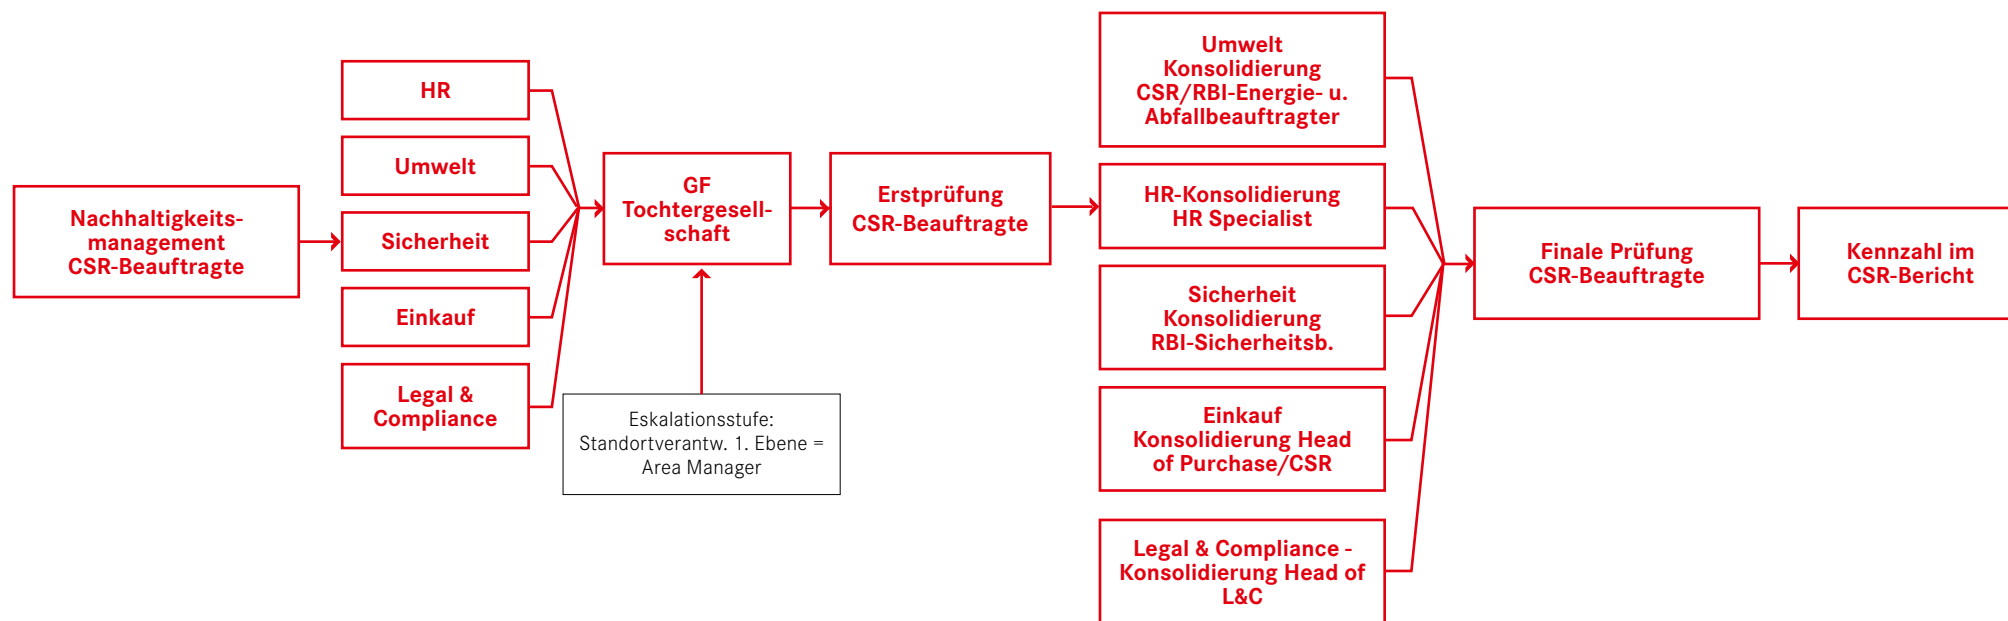 Nachhaltigkeits-
management
CSR-Beauftragte
HR
Umwelt
Sicherheit
Einkauf
Legal &
Compliance
GF
Tochtergesell-
schaft
Eskalationsstufe:
Standortverantw. 1. Ebene =
Area Manager
Erstprüfung
CSR-Beauftragte
Umwelt
Konsolidierung
CSR/RBI-Energie- u.
Abfallbeauftragter
HR-Konsolidierung
HR Specialist
Sicherheit
Konsolidierung
RBI-Sicherheitsb.
Einkauf
Konsolidierung Head
of Purchase/CSR
Legal & Compliance -
Konsolidierung Head of
L&C
Finale Prüfung
CSR-Beauftragte
Kennzahl im
CSR-Bericht